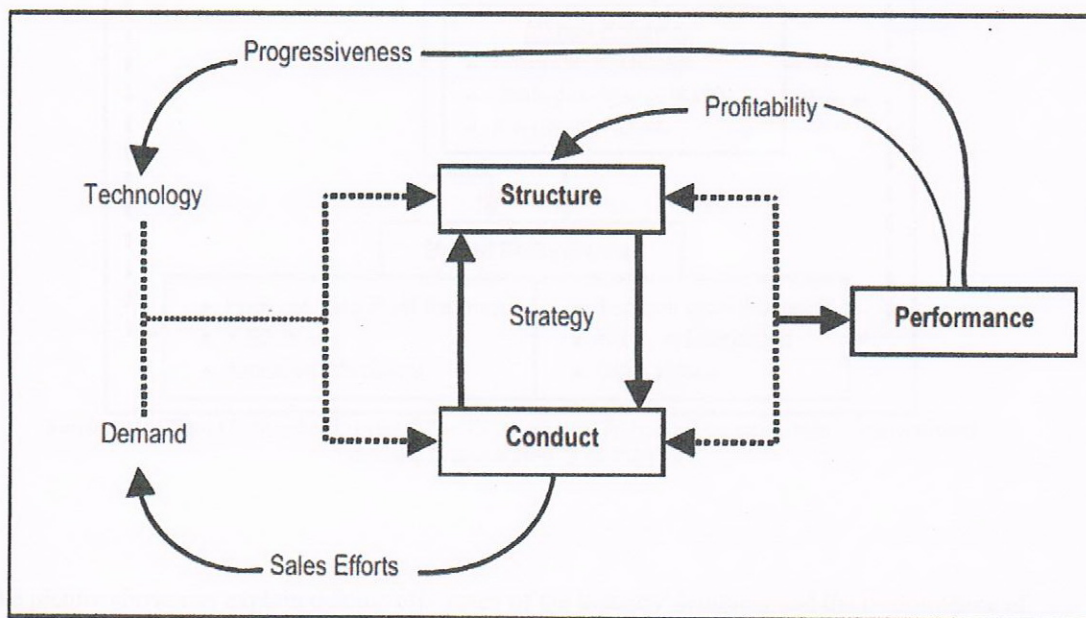 Progressiveness
Profitability
Technology
Structure
Strategy
Performance
Demand
Conduct
Sales Efforts